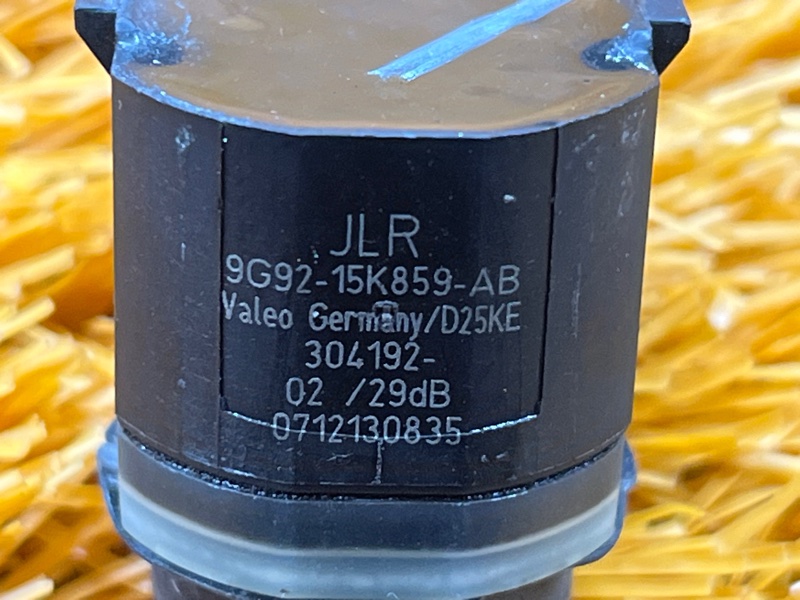 JLR
9G92-15K859-AB
Valeo Germany/D25KE
304192-
02 /29dB
0712130835